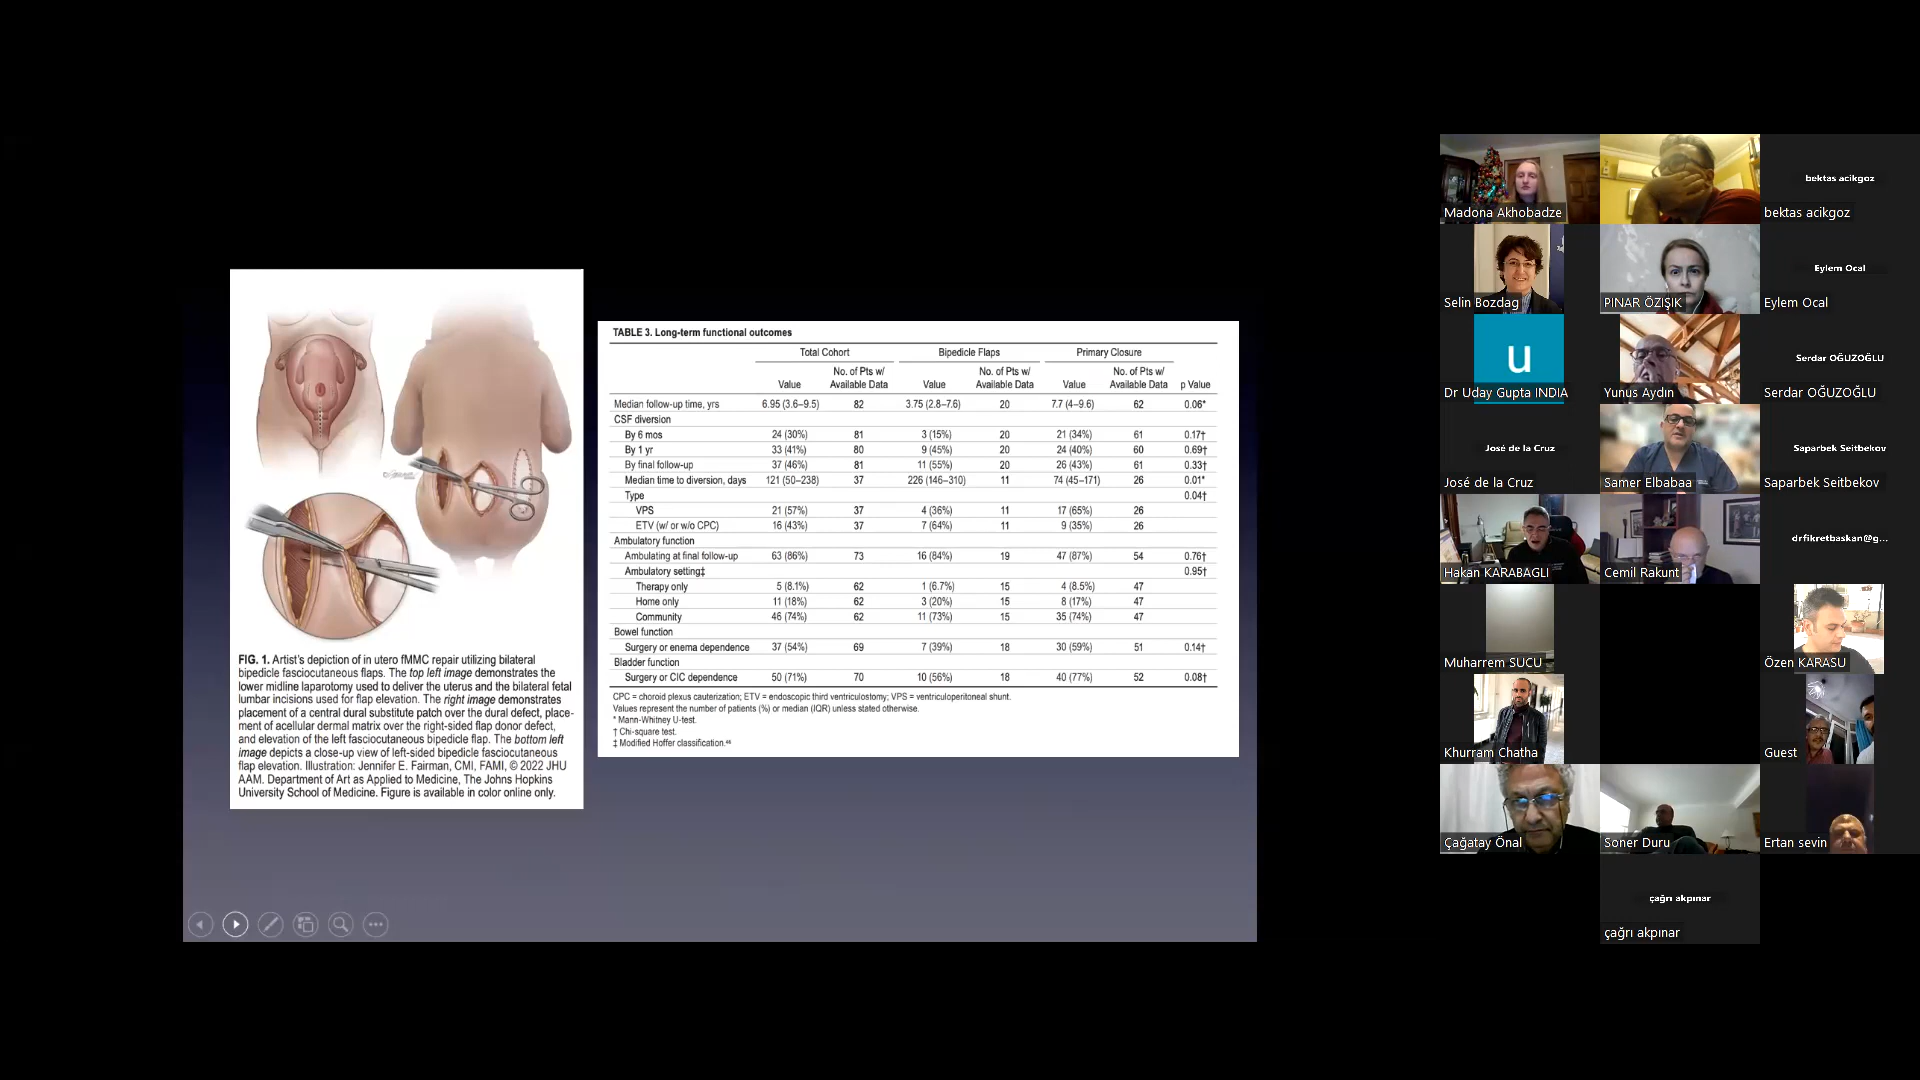 FIG. 1. Artist's depiction of in utero fMMC repair utilizing bilateral
bipedicle fasciocutaneous flaps. The top left image demonstrates the
lower midline laparotomy used to deliver the uterus and the bilateral fetal
lumbar incisions used for flap elevation. The right image demonstrates
placement of a central dural substitute patch over the dural defect, place-
ment of acellular dermal matrix over the right-sided flap donor defect,
and elevation of the left fasciocutaneous bipedicle flap. The bottom left
image depicts a close-up view of left-sided bipedicle fasciocutaneous
flap elevation. Illustration: Jennifer E. Fairman, CMI, FAMI, © 2022 JHU
AAM. Department of Art as Applied to Medicine, The Johns Hopkins
University School of Medicine. Figure is available in color online only.
TABLE 3. Long-term functional outcomes
Total Cohort Bipedicle Flaps Primary Closure
Value No. of Pts w/ Available Data Value No. of Pts w/ Available Data Value No. of Pts w/ Available Data p Value
Median follow-up time, yrs 6.95 (3.6–9.5) 82 3.75 (2.8–7.6) 20 7.7 (4–9.6) 62 0.06*
CSF diversion
By 6 mos 24 (30%) 81 3 (15%) 20 21 (34%) 61 0.17†
By 1 yr 33 (41%) 80 9 (45%) 20 24 (40%) 60 0.69†
By final follow-up 37 (46%) 81 11 (55%) 20 26 (43%) 61 0.33†
Median time to diversion, days 121 (50–238) 37 226 (146–310) 11 74 (45–171) 26 0.01*
Type 0.04†
VPS 21 (57%) 37 4 (36%) 11 17 (65%) 26
ETV (w/ or w/o CPC) 16 (43%) 37 7 (64%) 11 9 (35%) 26
Ambulatory function
Ambulating at final follow-up 63 (86%) 73 16 (84%) 19 47 (87%) 54 0.76†
Ambulatory setting‡ 0.95†
Therapy only 5 (8.1%) 62 1 (6.7%) 15 4 (8.5%) 47
Home only 11 (18%) 62 3 (20%) 15 8 (17%) 47
Community 46 (74%) 62 11 (73%) 15 35 (74%) 47
Bowel function
Surgery or enema dependence 37 (54%) 69 7 (39%) 18 30 (59%) 51 0.14†
Bladder function
Surgery or CIC dependence 50 (71%) 70 10 (56%) 18 40 (77%) 52 0.08†
CPC = choroid plexus cauterization; ETV = endoscopic third ventriculostomy; VPS = ventriculoperitoneal shunt.
Values represent the number of patients (%) or median (IQR) unless stated otherwise.
* Mann-Whitney U-test.
† Chi-square test.
‡ Modified Hoffer classification.
bektas acikgoz
Madona Akhobadze
bektas acikgoz
Eylem Ocal
Selin Bozdag
PINAR ÖZIŞIK
Eylem Ocal
u
Serdar OĞUZOĞLU
Dr Uday Gupta INDIA
Yunus Aydın
Serdar OĞUZOĞLU
José de la Cruz
Saparbek Seitbekov
José de la Cruz
Samer Elbabaa
Saparbek Seitbekov
drfikretbaskan@g...
Hakan KARABAGLI
Cemil Rakunt
Muharrem SUCU
Özen KARASU
Khurram Chatha
Guest
Çağatay Önal
Soner Duru
Ertan sevin
çağrı akpınar
çağrı akpınar